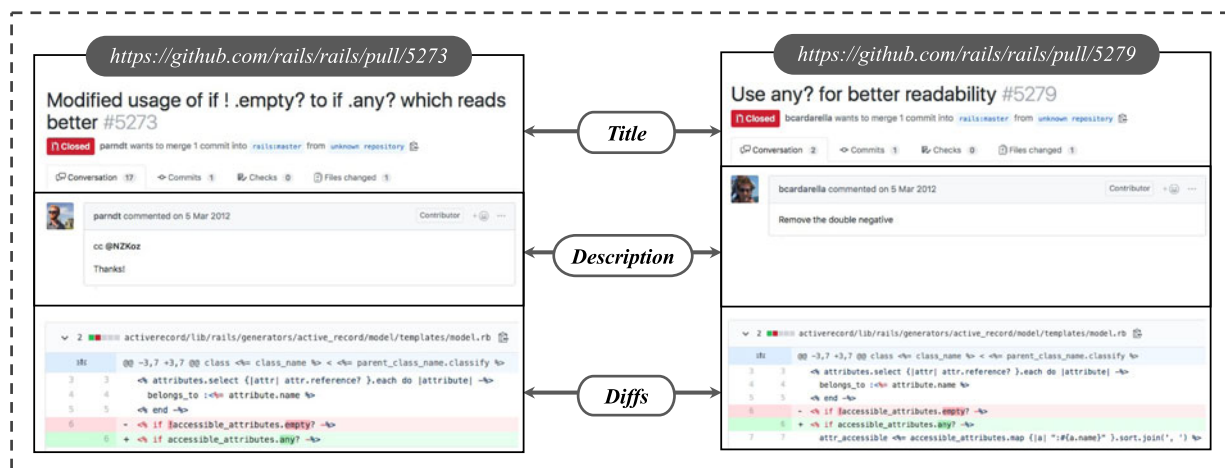 https://github.com/rails/rails/pull/5273
Modified usage of if ! .empty? to if .any? which reads
better #5273
Closed parndt wants to merge 1 commit into rails:master from unknown repository
Conversation 17 Commits 1 Checks 0 Files changed 1
parndt commented on 5 Mar 2012 Contributor
cc @NZKoz
Thanks!
2 activerecord/lib/rails/generators/active_record/model/templates/model.rb
@@ -3,7 +3,7 @@ class <%= class_name %> < <%= parent_class_name.classify %>
3 3 <% attributes.select {|attr| attr.reference? }.each do |attribute| -%>
4 4 belongs_to :<%= attribute.name %>
5 5 <% end -%>
6 - <% if !accessible_attributes.empty? -%>
6 + <% if accessible_attributes.any? -%>
Title
Description
Diffs
https://github.com/rails/rails/pull/5279
Use any? for better readability #5279
Closed bcardarella wants to merge 1 commit into rails:master from unknown repository
Conversation 2 Commits 1 Checks 0 Files changed 1
bcardarella commented on 5 Mar 2012 Contributor
Remove the double negative
2 activerecord/lib/rails/generators/active_record/model/templates/model.rb
@@ -3,7 +3,7 @@ class <%= class_name %> < <%= parent_class_name.classify %>
3 3 <% attributes.select {|attr| attr.reference? }.each do |attribute| -%>
4 4 belongs_to :<%= attribute.name %>
5 5 <% end -%>
6 - <% if !accessible_attributes.empty? -%>
6 + <% if accessible_attributes.any? -%>
7 7 attr_accessible <%= accessible_attributes.map {|a| ":#{a.name}" }.sort.join(', ') %>